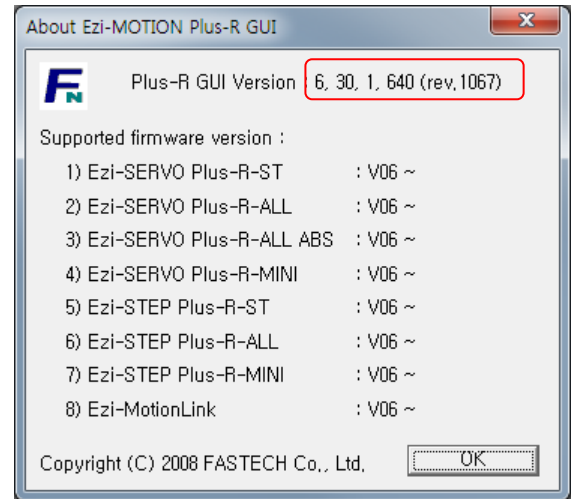 About Ezi-MOTION Plus-R GUI
FN
Plus-R GUI Version : 6, 30, 1, 640 (rev,1067)
Supported firmware version :
1) Ezi-SERVO Plus-R-ST : V06 ~
2) Ezi-SERVO Plus-R-ALL : V06 ~
3) Ezi-SERVO Plus-R-ALL ABS : V06 ~
4) Ezi-SERVO Plus-R-MINI : V06 ~
5) Ezi-STEP Plus-R-ST : V06 ~
6) Ezi-STEP Plus-R-ALL : V06 ~
7) Ezi-STEP Plus-R-MINI : V06 ~
8) Ezi-MotionLink : V06 ~
Copyright (C) 2008 FASTECH Co,, Ltd,
OK